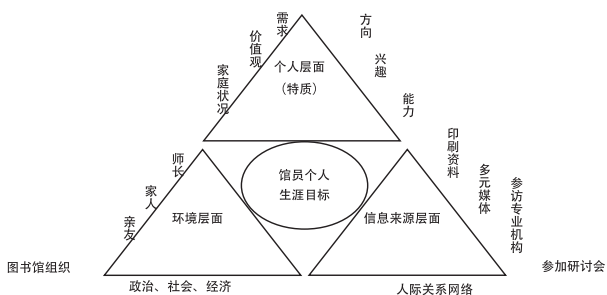 需求
价值观
家庭状况
方向
兴趣
能力
个人层面
（特质）
馆员个人
生涯目标
师长
家人
亲友
环境层面
图书馆组织
政治、社会、经济
印刷资料
多元媒体
参访专业机构
信息来源层面
参加研讨会
人际关系网络